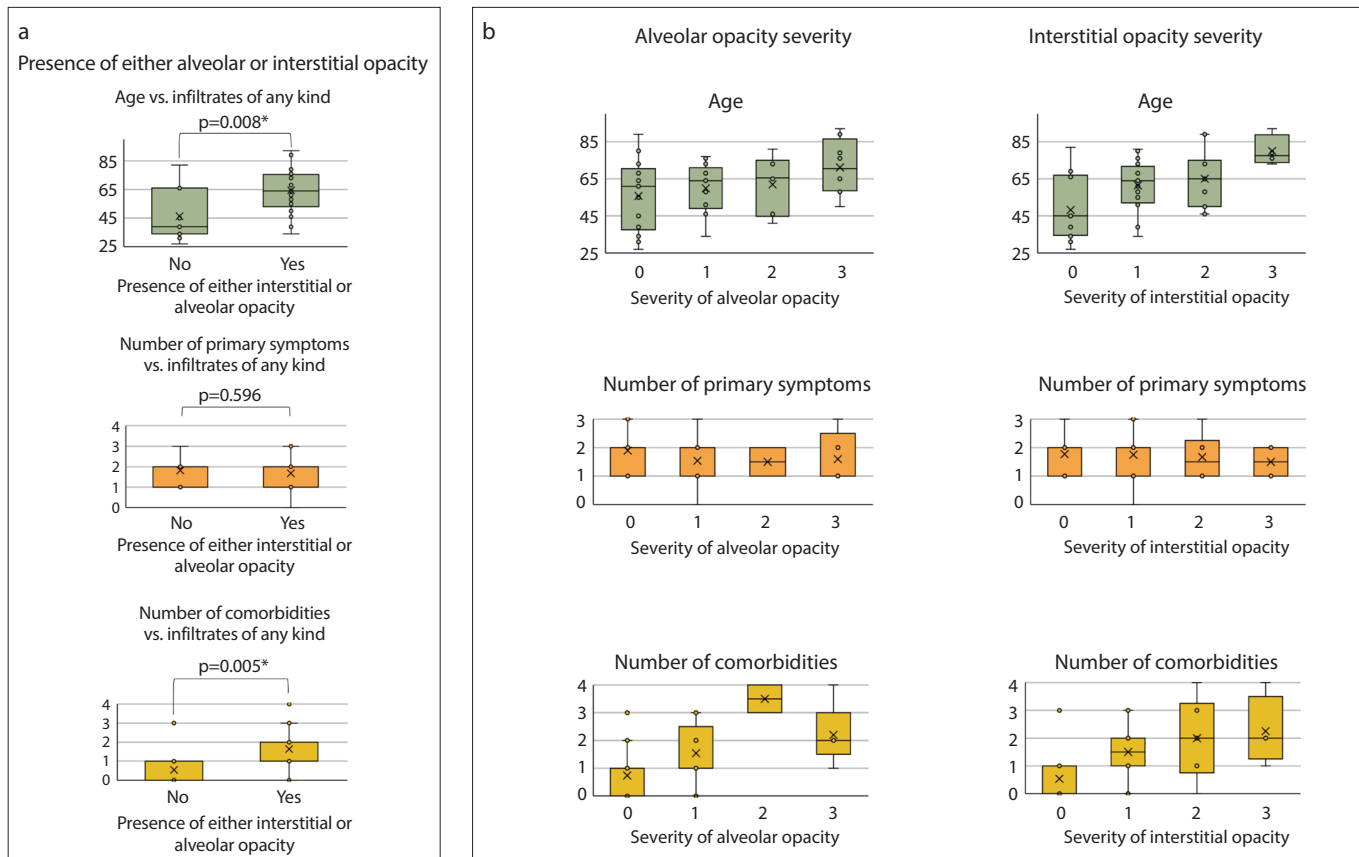 a
Presence of either alveolar or interstitial opacity
Age vs. infiltrates of any kind
p=0.008*
85
65
45
25
No Yes
Presence of either interstitial or
alveolar opacity
Number of primary symptoms
vs. infiltrates of any kind
p=0.596
4
3
2
1
0
No Yes
Presence of either interstitial or
alveolar opacity
Number of comorbidities
vs. infiltrates of any kind
p=0.005*
4
3
2
1
0
No Yes
Presence of either interstitial or
alveolar opacity
b
Alveolar opacity severity
Age
85
65
45
25
0 1 2 3
Severity of alveolar opacity
Number of primary symptoms
3
2
1
0
0 1 2 3
Severity of alveolar opacity
Number of comorbidities
4
3
2
1
0
0 1 2 3
Severity of alveolar opacity
Interstitial opacity severity
Age
85
65
45
25
0 1 2 3
Severity of interstitial opacity
Number of primary symptoms
3
2
1
0
0 1 2 3
Severity of interstitial opacity
Number of comorbidities
4
3
2
1
0
0 1 2 3
Severity of interstitial opacity